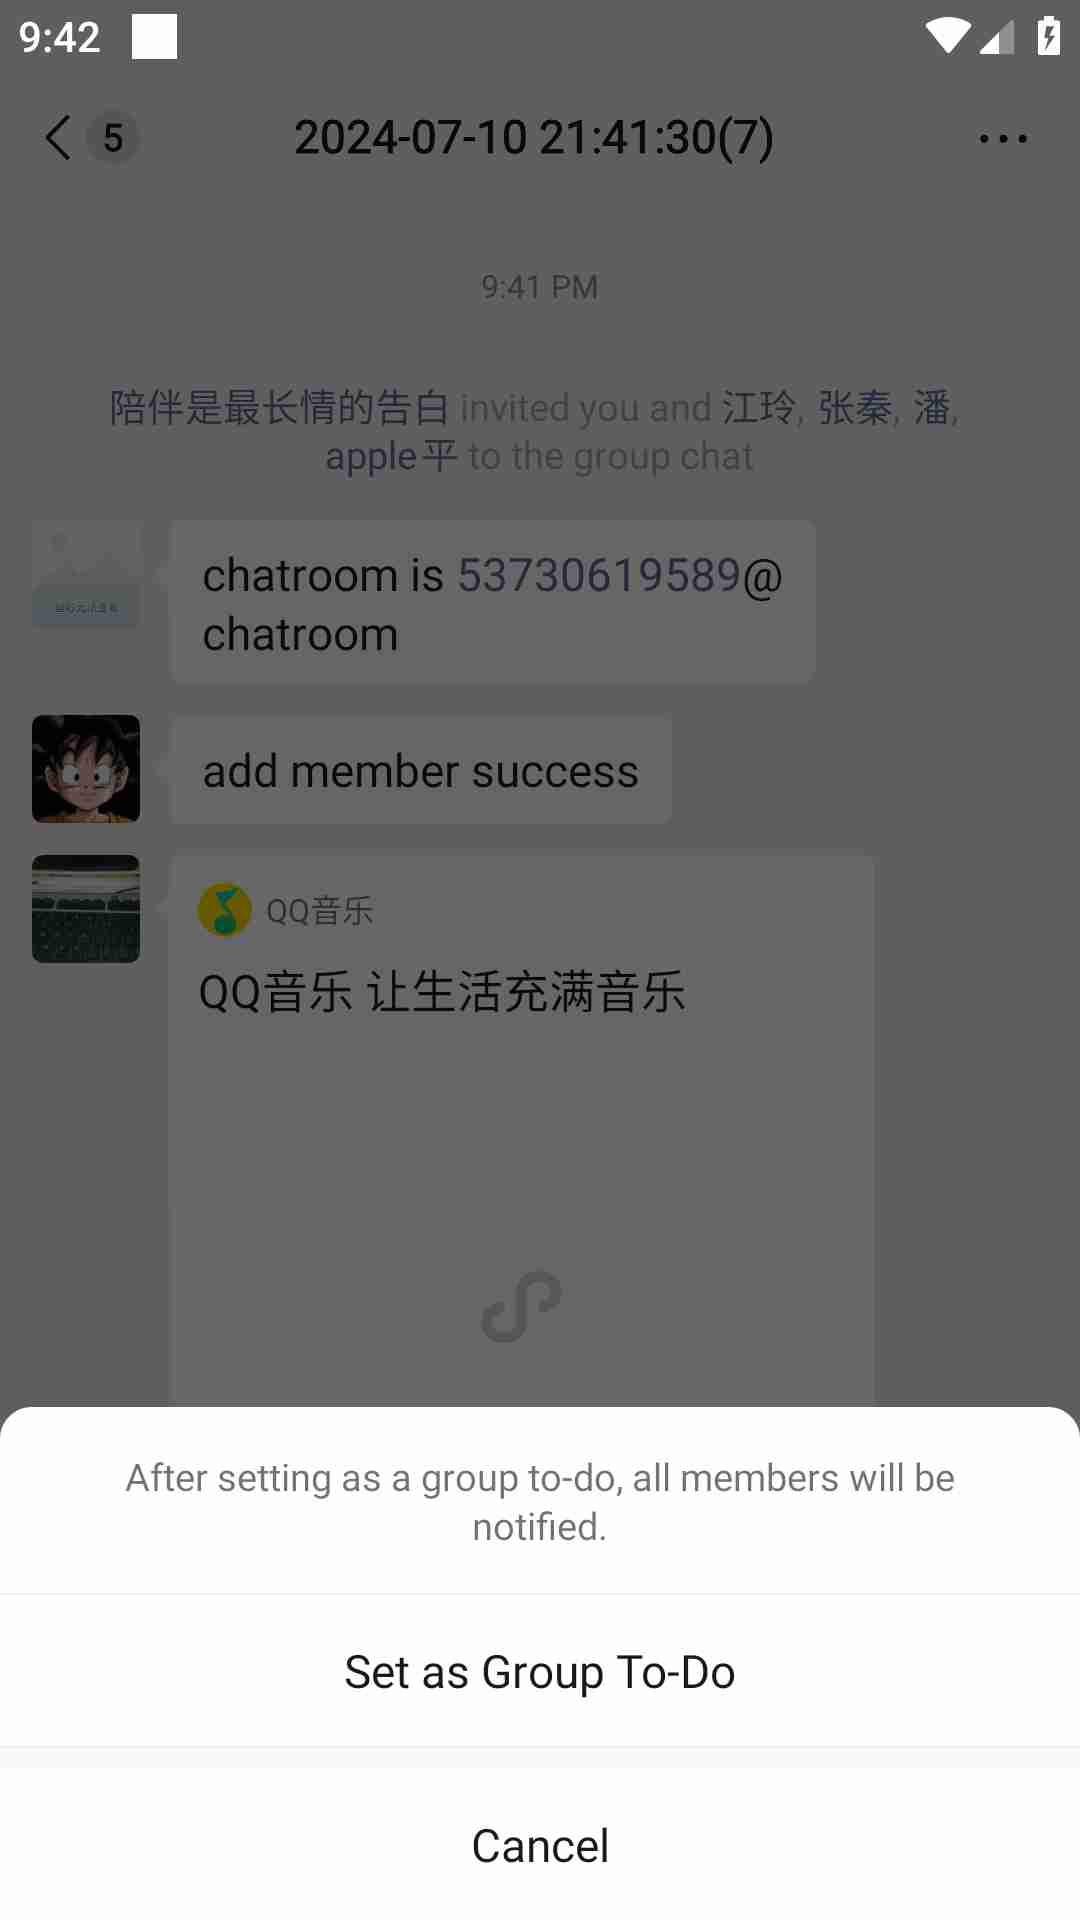 9:42
5
2024-07-10 21:41:30(7)
9:41 PM
陪伴是最长情的告白 invited you and 江玲, 张秦, 潘,
apple平 to the group chat
chatroom is 53730619589@
chatroom
add member success
QQ音乐
QQ音乐 让生活充满音乐
After setting as a group to-do, all members will be
notified.
Set as Group To-Do
Cancel